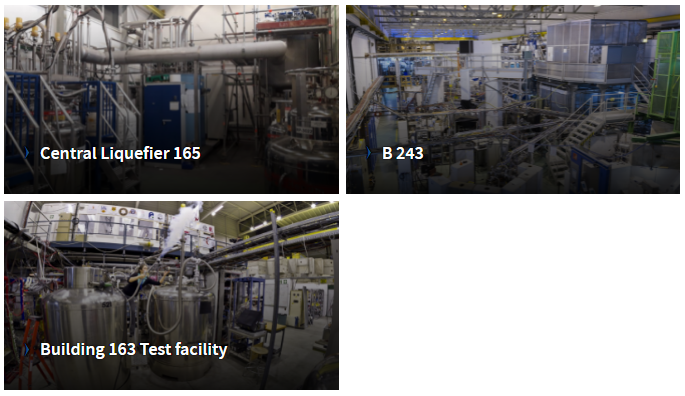 Central Liquefier 165
B 243
Building 163 Test facility